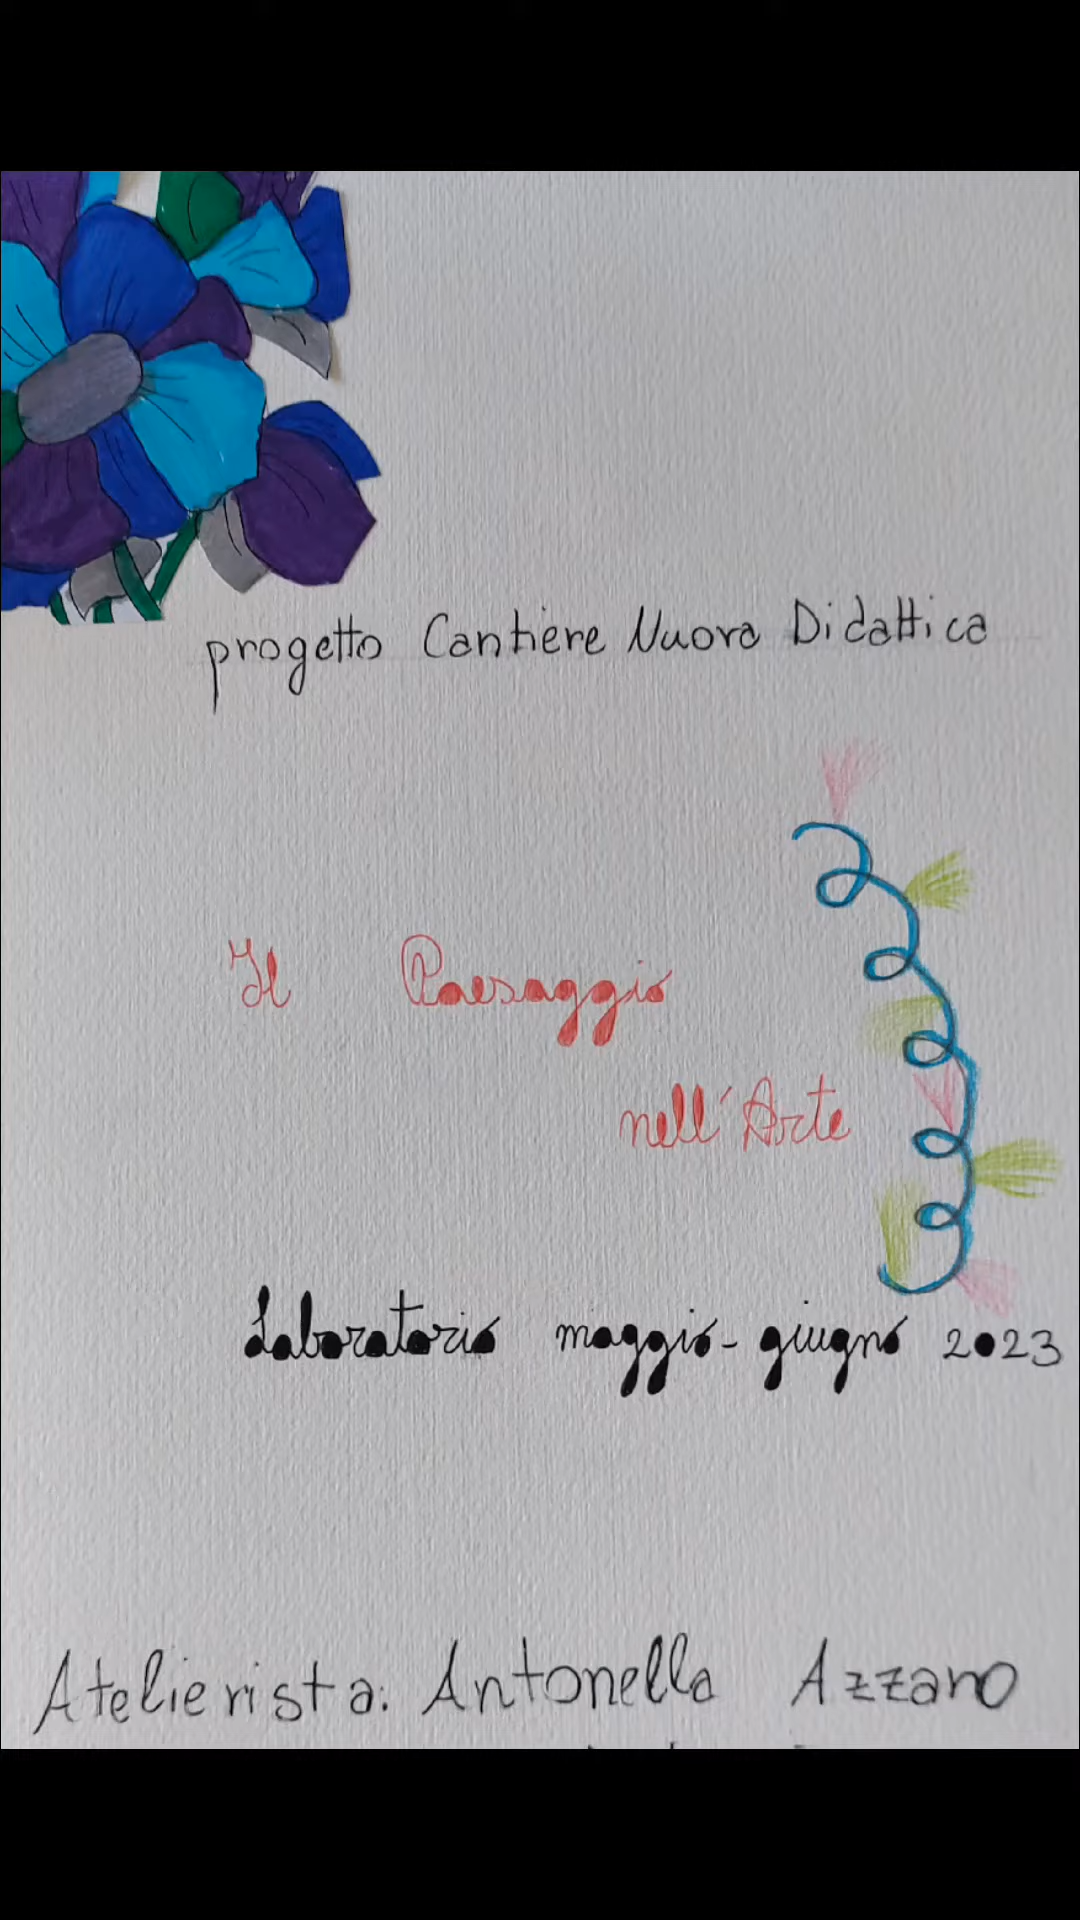 progetto Cantiere Nuova Didattica
Il Paesaggio
nell'Arte
Laboratorio maggio-giugno 2023
Atelierista: Antonella Azzaro